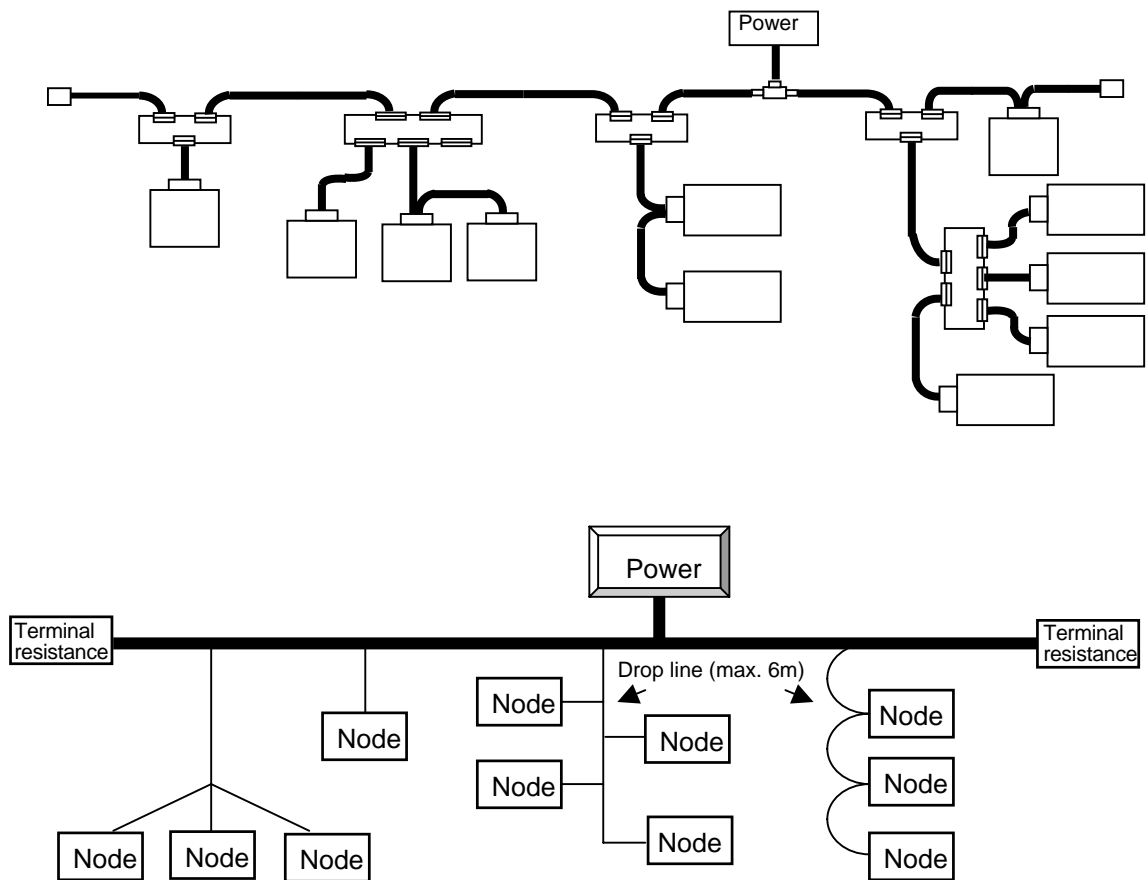 Power
Power
Terminal
resistance
Terminal
resistance
Drop line (max. 6m)
Node
Node
Node
Node
Node
Node
Node
Node
Node
Node
Node